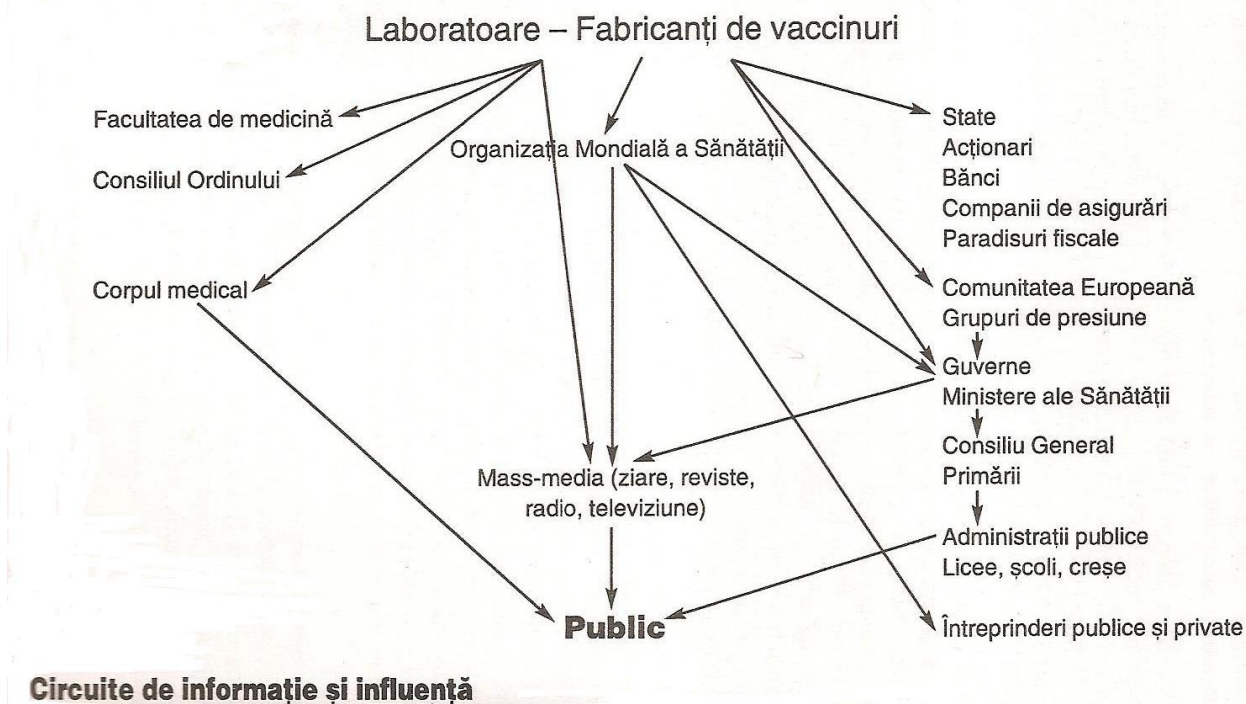 Laboratoare – Fabricanți de vaccinuri
Facultatea de medicină
Consiliul Ordinului
Corpul medical
Organizația Mondială a Sănătății
State
Acționari
Bănci
Companii de asigurări
Paradisuri fiscale
Comunitatea Europeană
Grupuri de presiune
Guverne
Ministere ale Sănătății
Consiliu General
Primării
Administrații publice
Licee, școli, creșe
Întreprinderi publice și private
Mass-media (ziare, reviste,
radio, televiziune)
Public
Circuite de informație și influență